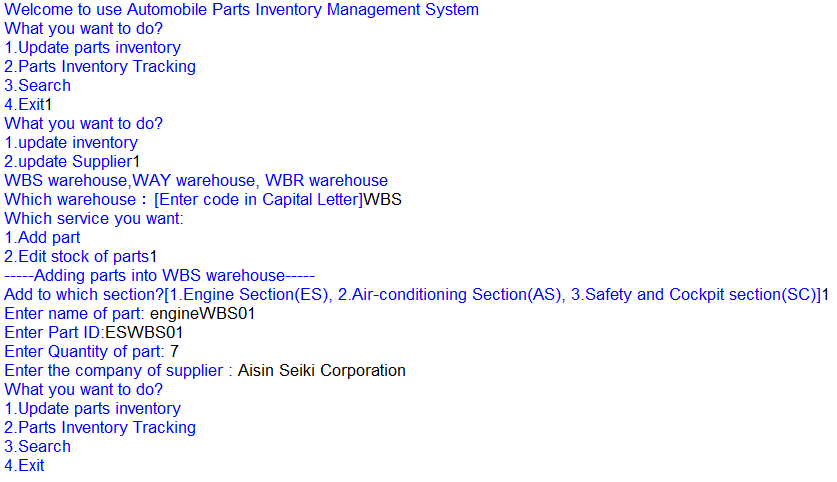 Welcome to use Automobile Parts Inventory Management System
What you want to do?
1.Update parts inventory
2.Parts Inventory Tracking
3.Search
4.Exit1
What you want to do?
1.update inventory
2.update Supplier1
WBS warehouse,WAY warehouse, WBR warehouse
Which warehouse：[Enter code in Capital Letter]WBS
Which service you want:
1.Add part
2.Edit stock of parts1
-----Adding parts into WBS warehouse-----
Add to which section?[1.Engine Section(ES), 2.Air-conditioning Section(AS), 3.Safety and Cockpit section(SC)]1
Enter name of part: engineWBS01
Enter Part ID:ESWBS01
Enter Quantity of part: 7
Enter the company of supplier : Aisin Seiki Corporation
What you want to do?
1.Update parts inventory
2.Parts Inventory Tracking
3.Search
4.Exit